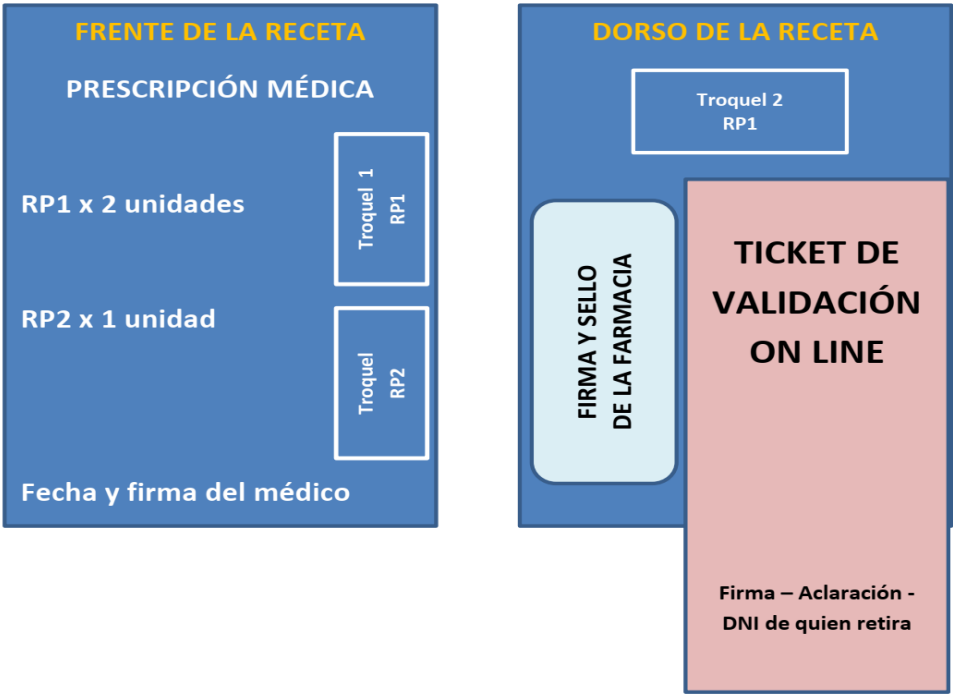 FRENTE DE LA RECETA
PRESCRIPCIÓN MÉDICA
RP1 x 2 unidades
Troquel 1
RP1
RP2 x 1 unidad
Troquel
RP2
Fecha y firma del médico
DORSO DE LA RECETA
Troquel 2
RP1
FIRMA Y SELLO
DE LA FARMACIA
TICKET DE
VALIDACIÓN
ON LINE
Firma – Aclaración -
DNI de quien retira